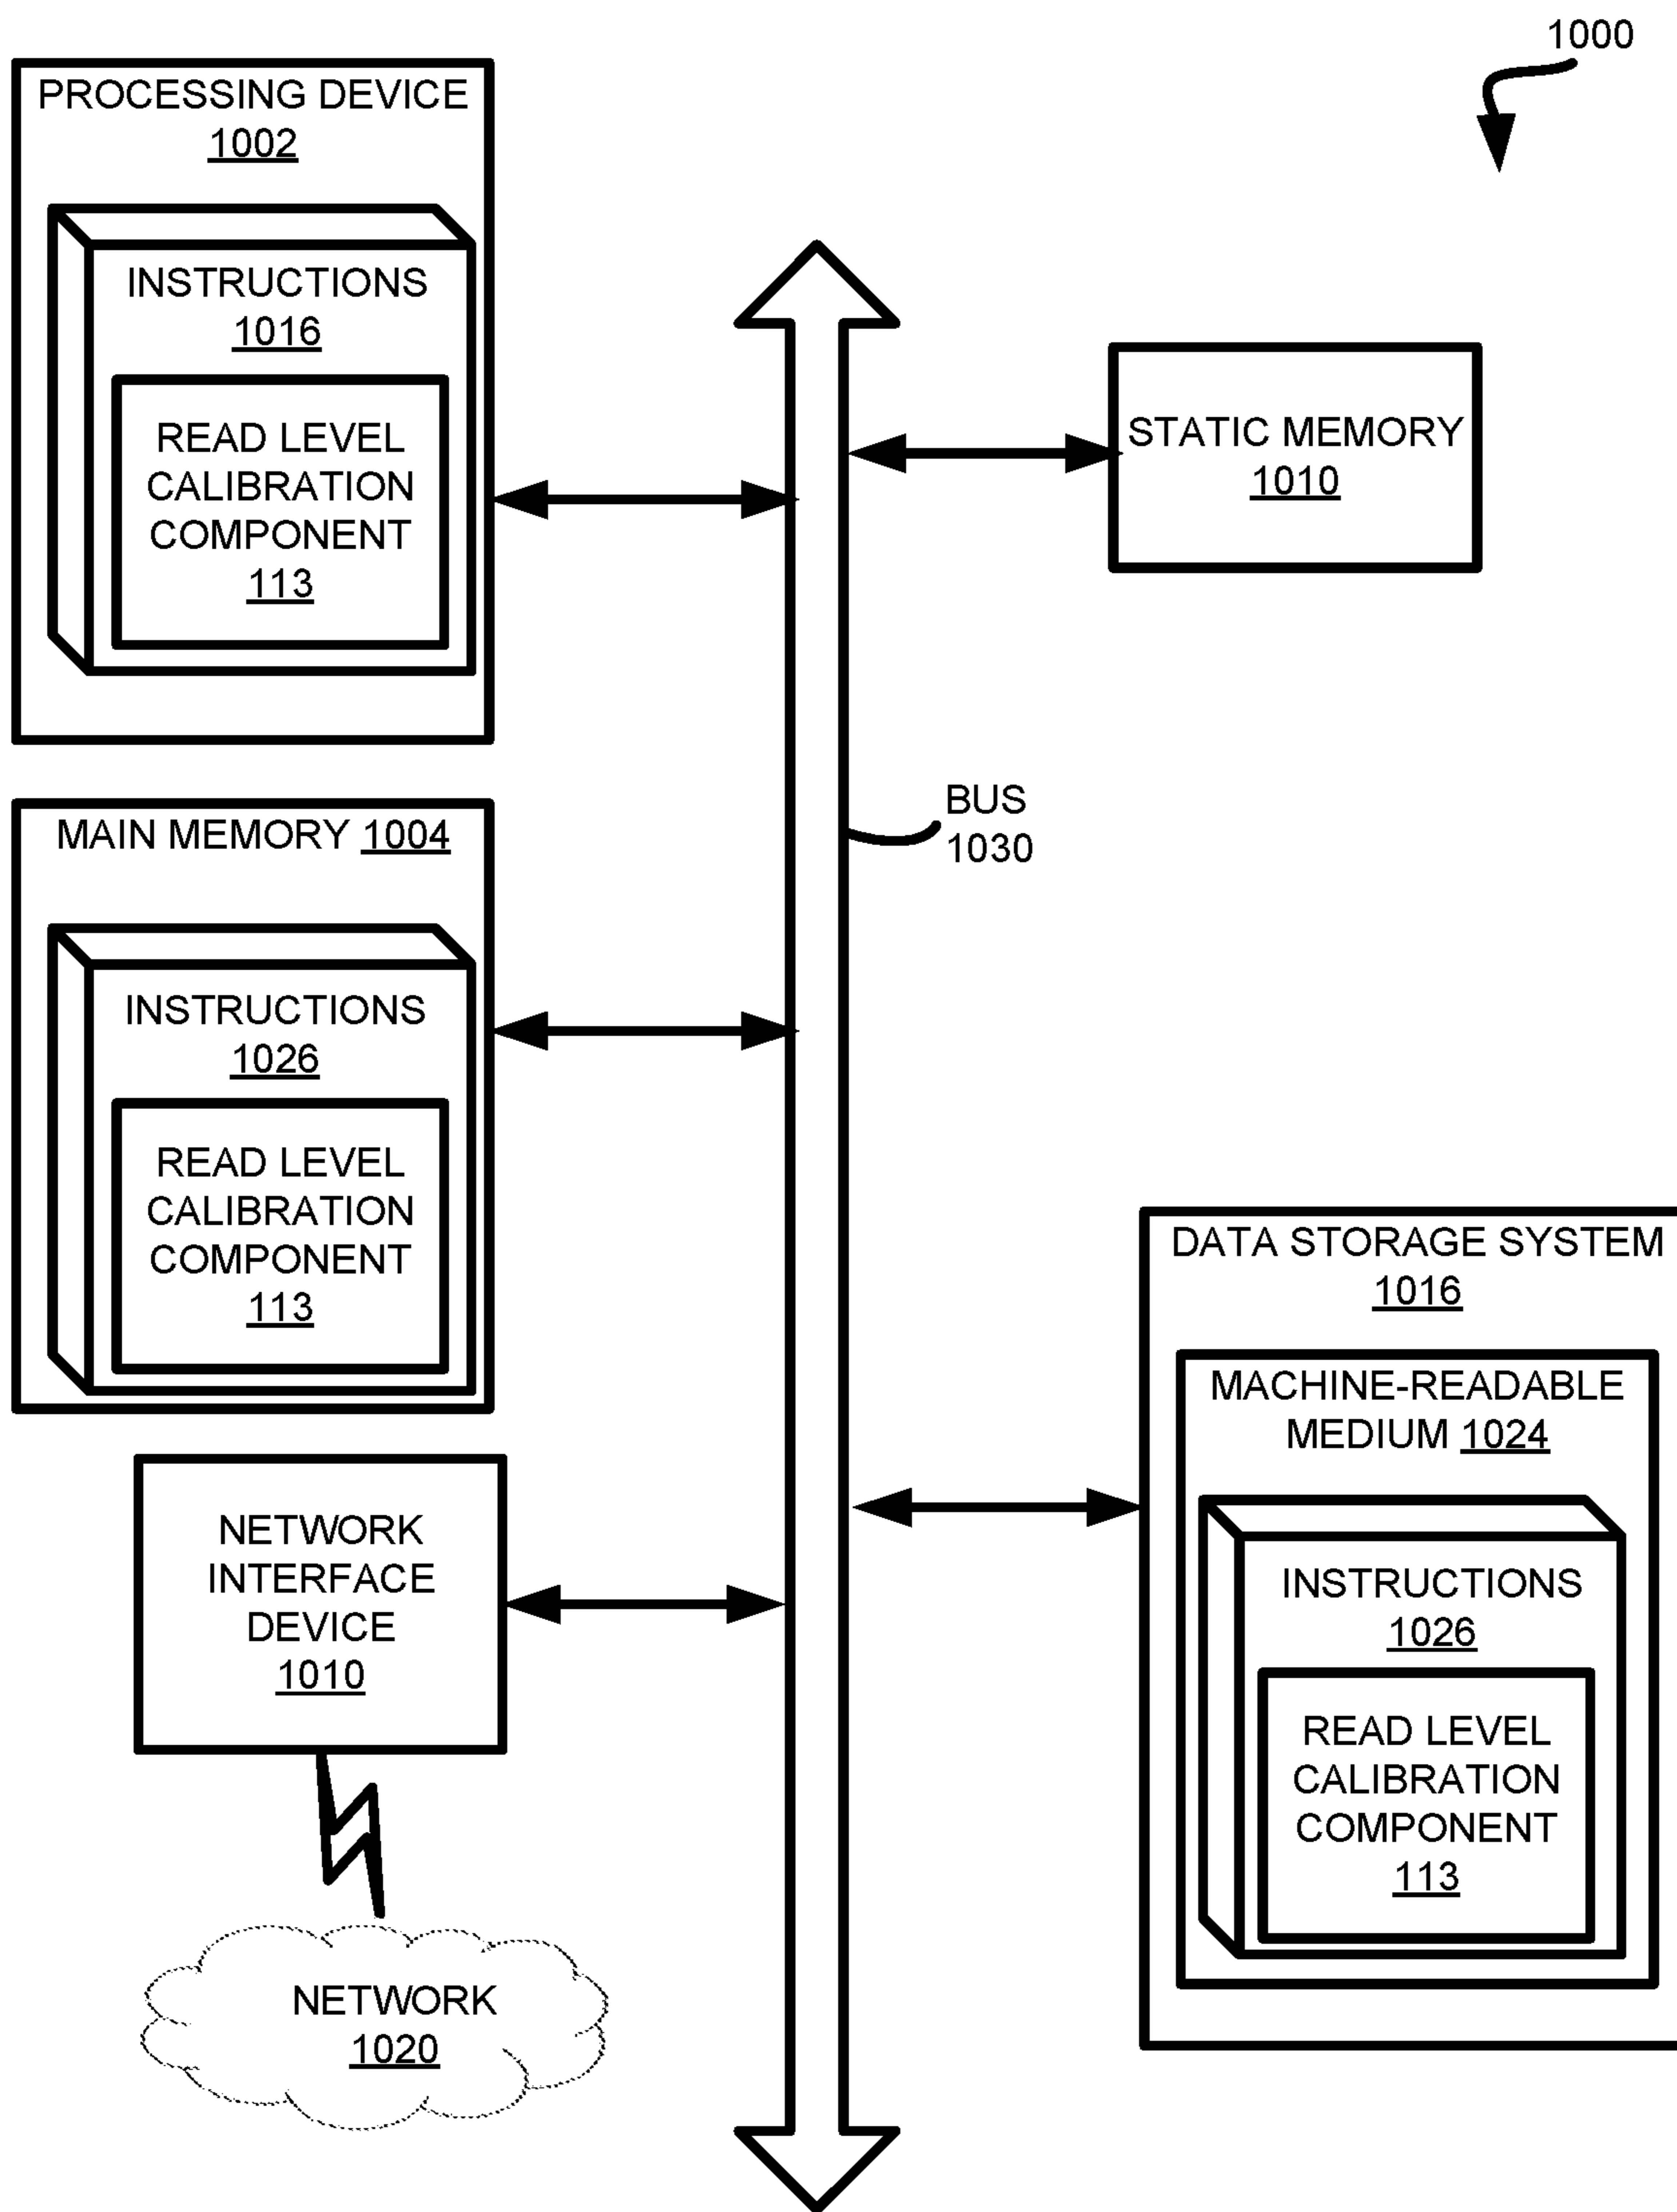 1000
PROCESSING DEVICE
1002
INSTRUCTIONS
1016
READ LEVEL
CALIBRATION
COMPONENT
113
STATIC MEMORY
1010
BUS
1030
MAIN MEMORY 1004
INSTRUCTIONS
1026
READ LEVEL
CALIBRATION
COMPONENT
113
DATA STORAGE SYSTEM
1016
MACHINE-READABLE
MEDIUM 1024
INSTRUCTIONS
1026
READ LEVEL
CALIBRATION
COMPONENT
113
NETWORK
INTERFACE
DEVICE
1010
NETWORK
1020